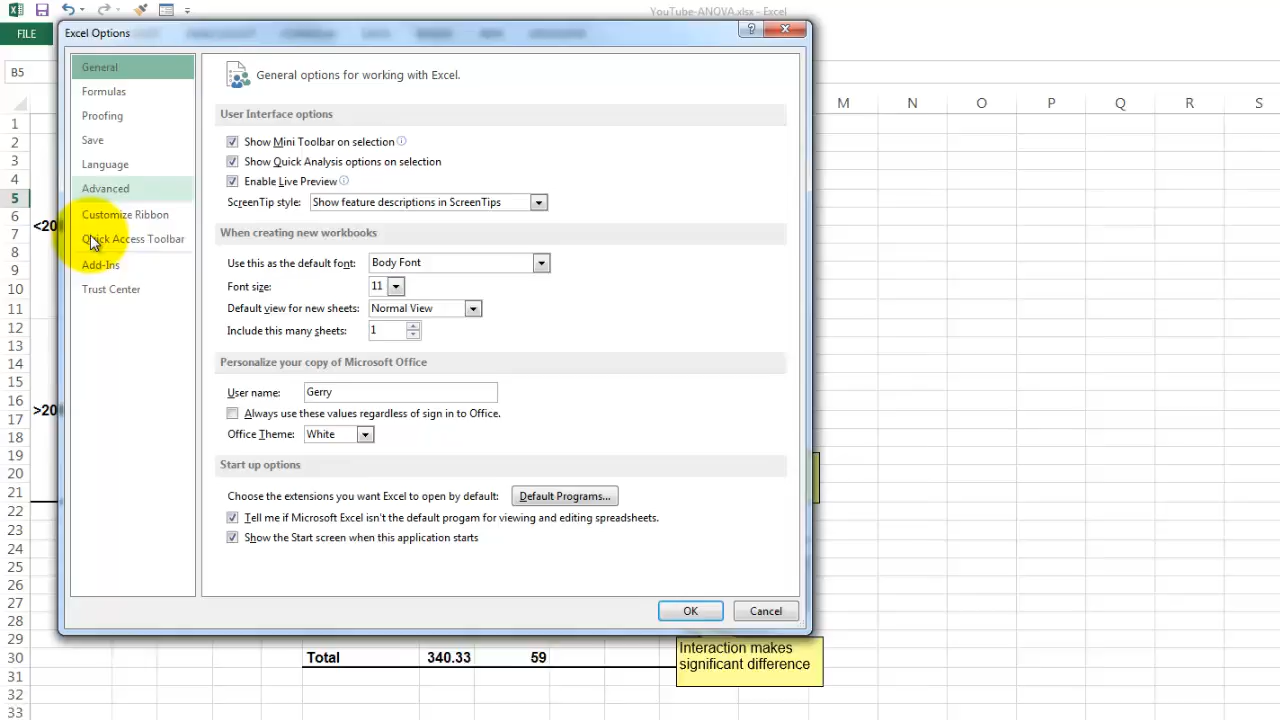 YouTube-ANOVA.xlsx - Excel
FILE
Excel Options
B5
General
Formulas
Proofing
Save
Language
Advanced
Customize Ribbon
Quick Access Toolbar
Add-Ins
Trust Center
General options for working with Excel.
User Interface options
Show Mini Toolbar on selection
Show Quick Analysis options on selection
Enable Live Preview
ScreenTip style: Show feature descriptions in ScreenTips
When creating new workbooks
Use this as the default font: Body Font
Font size: 11
Default view for new sheets: Normal View
Include this many sheets: 1
Personalize your copy of Microsoft Office
User name: Gerry
Always use these values regardless of sign in to Office.
Office Theme: White
Start up options
Choose the extensions you want Excel to open by default: Default Programs...
Tell me if Microsoft Excel isn't the default progam for viewing and editing spreadsheets.
Show the Start screen when this application starts
OK Cancel
M N O P Q R S
1
2
3
4
5
6
<20
7
8
9
10
11
12
13
14
15
16
>20
17
18
19
20
21
22
23
24
25
26
27
28
29
30
31
32
33
Total 340.33 59
Interaction makes
significant difference